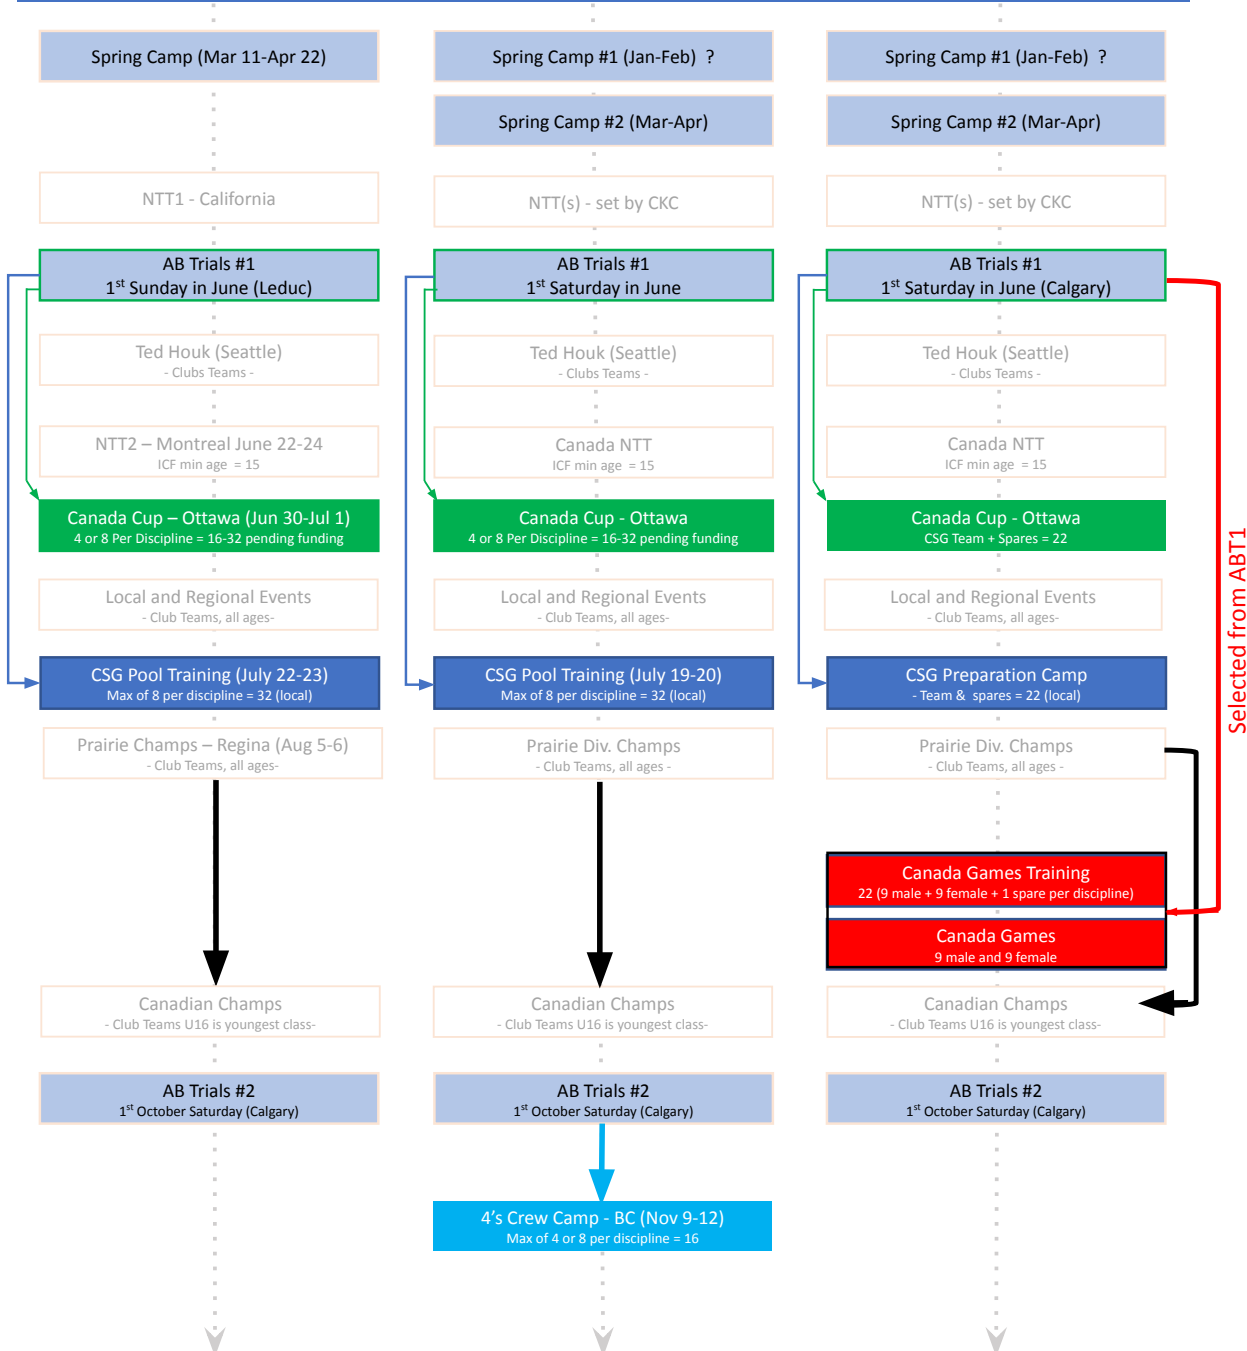 Spring Camp (Mar 11-Apr 22)
NTT1 - California
AB Trials #1
1st Sunday in June (Leduc)
Ted Houk (Seattle)
- Clubs Teams -
NTT2 – Montreal June 22-24
ICF min age = 15
Canada Cup – Ottawa (Jun 30-Jul 1)
4 or 8 Per Discipline = 16-32 pending funding
Local and Regional Events
- Club Teams, all ages-
CSG Pool Training (July 22-23)
Max of 8 per discipline = 32 (local)
Prairie Champs – Regina (Aug 5-6)
- Club Teams, all ages-
Canadian Champs
- Club Teams U16 is youngest class-
AB Trials #2
1st October Saturday (Calgary)
Spring Camp #1 (Jan-Feb) ?
Spring Camp #2 (Mar-Apr)
NTT(s) - set by CKC
AB Trials #1
1st Saturday in June
Ted Houk (Seattle)
- Clubs Teams -
Canada NTT
ICF min age = 15
Canada Cup - Ottawa
4 or 8 Per Discipline = 16-32 pending funding
Local and Regional Events
- Club Teams, all ages-
CSG Pool Training (July 19-20)
Max of 8 per discipline = 32 (local)
Prairie Div. Champs
- Club Teams, all ages -
Canadian Champs
- Club Teams U16 is youngest class-
AB Trials #2
1st October Saturday (Calgary)
4's Crew Camp - BC (Nov 9-12)
Max of 4 or 8 per discipline = 16
Spring Camp #1 (Jan-Feb) ?
Spring Camp #2 (Mar-Apr)
NTT(s) - set by CKC
AB Trials #1
1st Saturday in June (Calgary)
Ted Houk (Seattle)
- Clubs Teams -
Canada NTT
ICF min age = 15
Canada Cup - Ottawa
CSG Team + Spares = 22
Local and Regional Events
- Club Teams, all ages-
CSG Preparation Camp
- Team & spares = 22 (local)
Prairie Div. Champs
- Club Teams, all ages -
Canada Games Training
22 (9 male + 9 female + 1 spare per discipline)
Canada Games
9 male and 9 female
Canadian Champs
- Club Teams U16 is youngest class-
AB Trials #2
1st October Saturday (Calgary)
Selected from ABT1